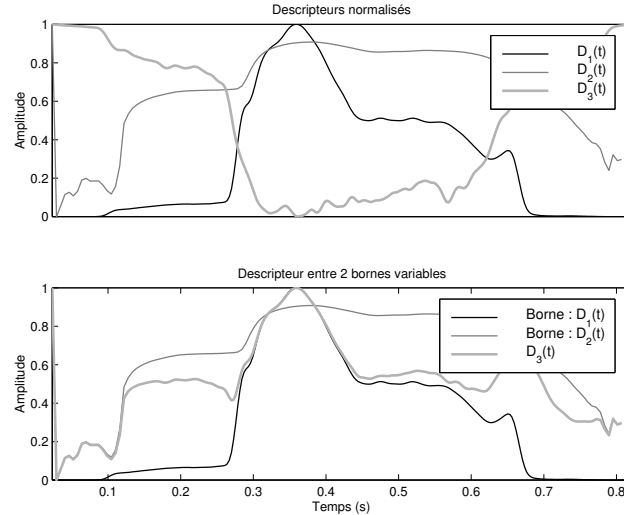 Descripteurs normalisés
1
0.8
0.6
0.4
0.2
0
Amplitude
D1(t)
D2(t)
D3(t)
Descripteur entre 2 bornes variables
1
0.8
0.6
0.4
0.2
0
Amplitude
Borne : D1(t)
Borne : D2(t)
D3(t)
0.1 0.2 0.3 0.4 0.5 0.6 0.7 0.8
Temps (s)